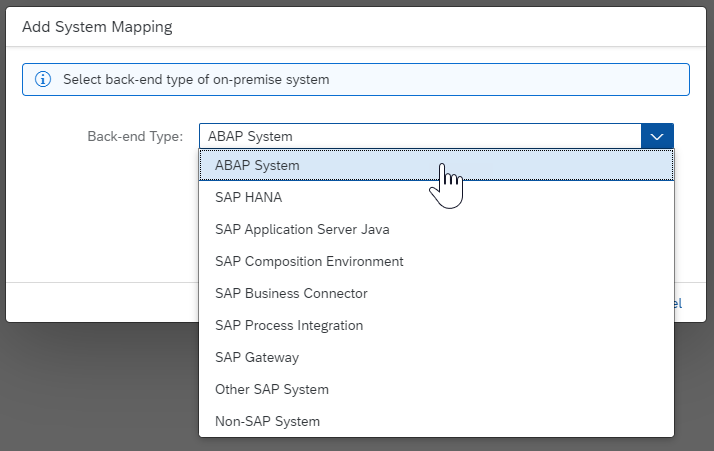 Add System Mapping
Select back-end type of on-premise system
Back-end Type: ABAP System
ABAP System
SAP HANA
SAP Application Server Java
SAP Composition Environment
SAP Business Connector
SAP Process Integration
SAP Gateway
Other SAP System
Non-SAP System